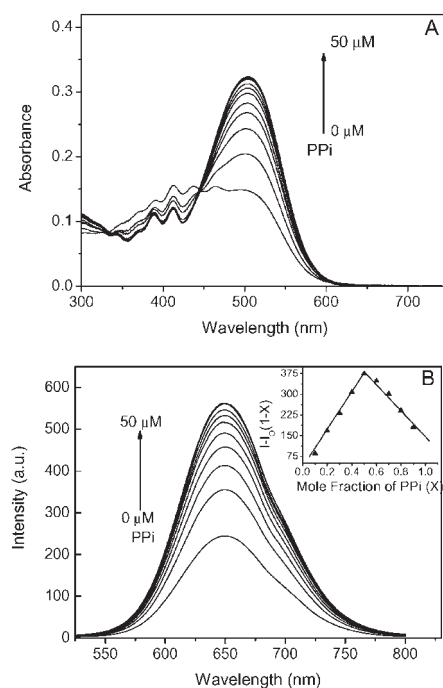 A
50 µM
0 µM
PPi
0.4
0.3
0.2
0.1
0.0
Absorbance
300 400 500 600 700
Wavelength (nm)
B
600
500
400
300
200
100
0
Intensity (a.u.)
50 µM
0 µM
PPi
375
300
225
150
75
I-I₀(1-X)
0.0 0.2 0.4 0.6 0.8 1.0
Mole Fraction of PPi (X)
550 600 650 700 750 800
Wavelength (nm)